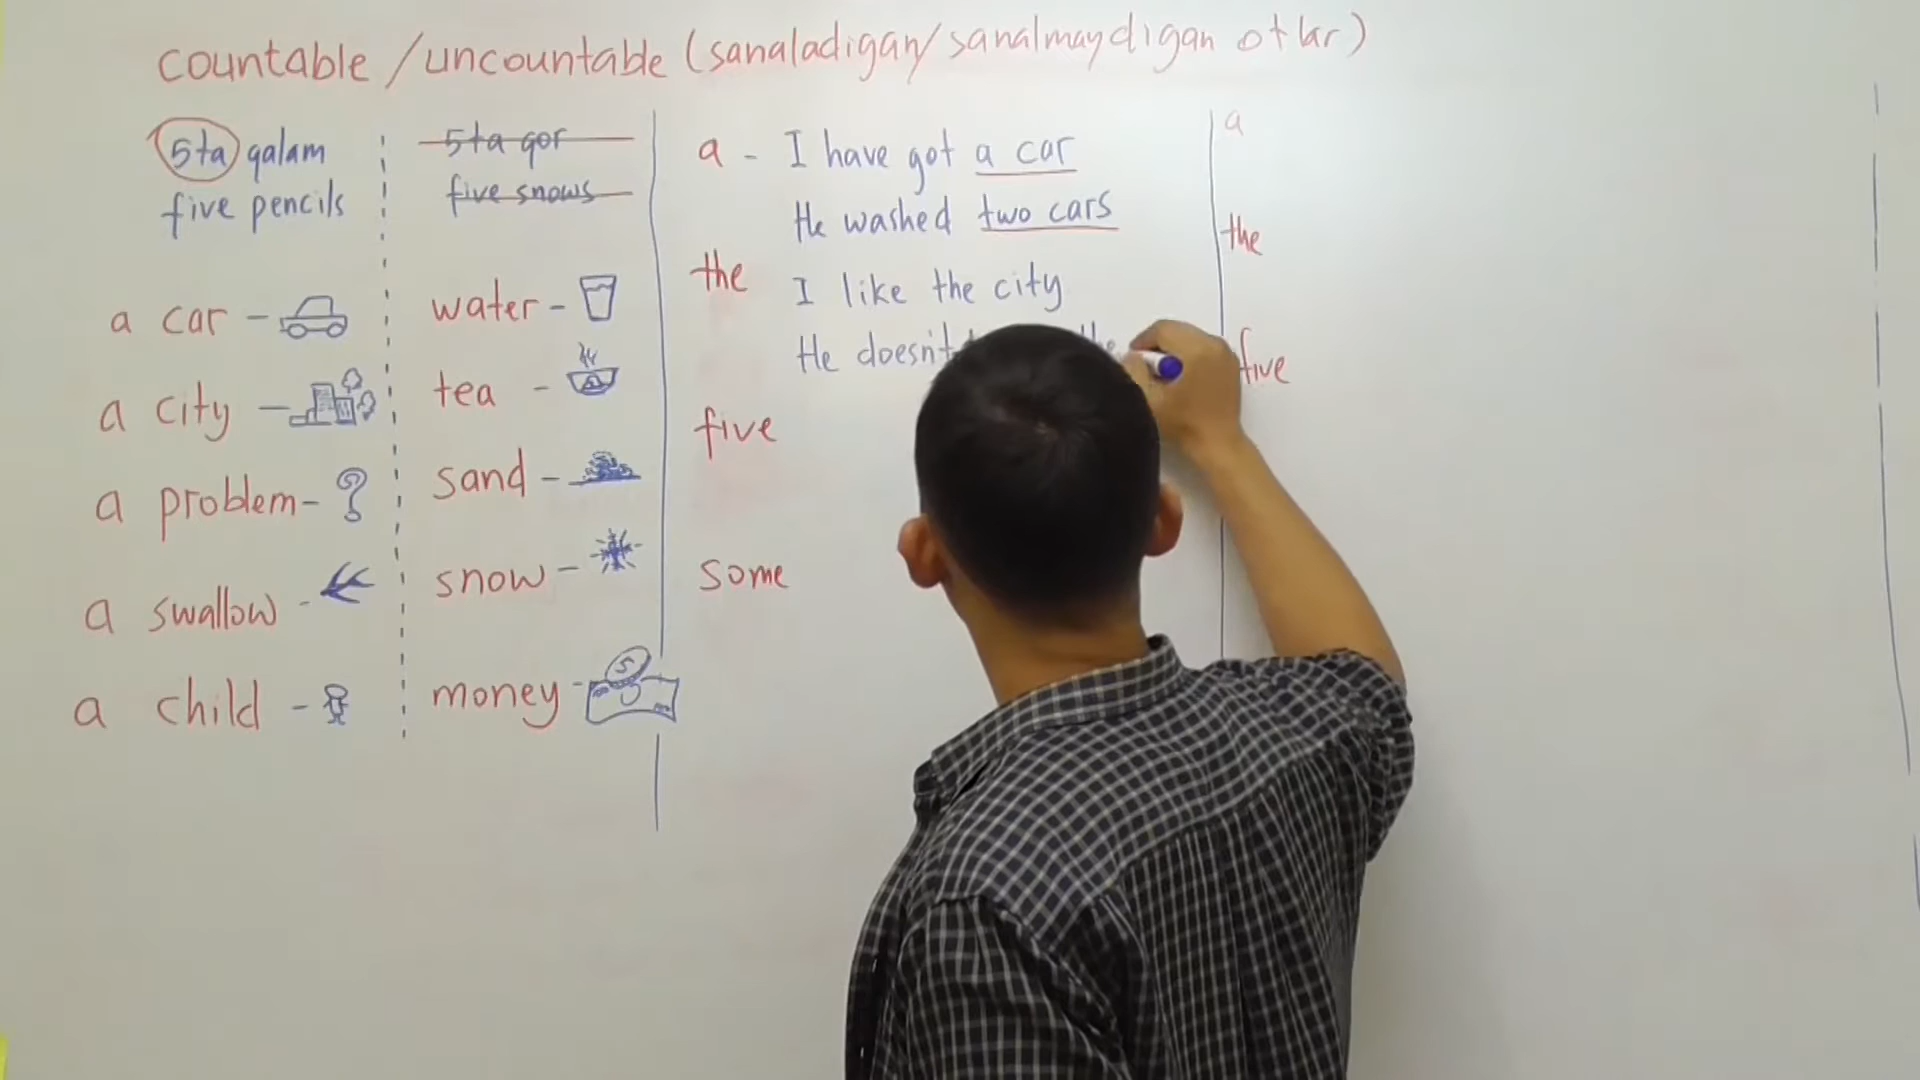 countable / uncountable (sanaladigan/sanalmaydigan otlar)
5ta qalam
five pencils
a car -
a city -
a problem -
a swallow -
a child -
5ta qor
five snows
water -
tea -
sand -
snow -
money -
5
a - I have got a car
He washed two cars
the I like the city
He doesn't the
five
some
a
the
five